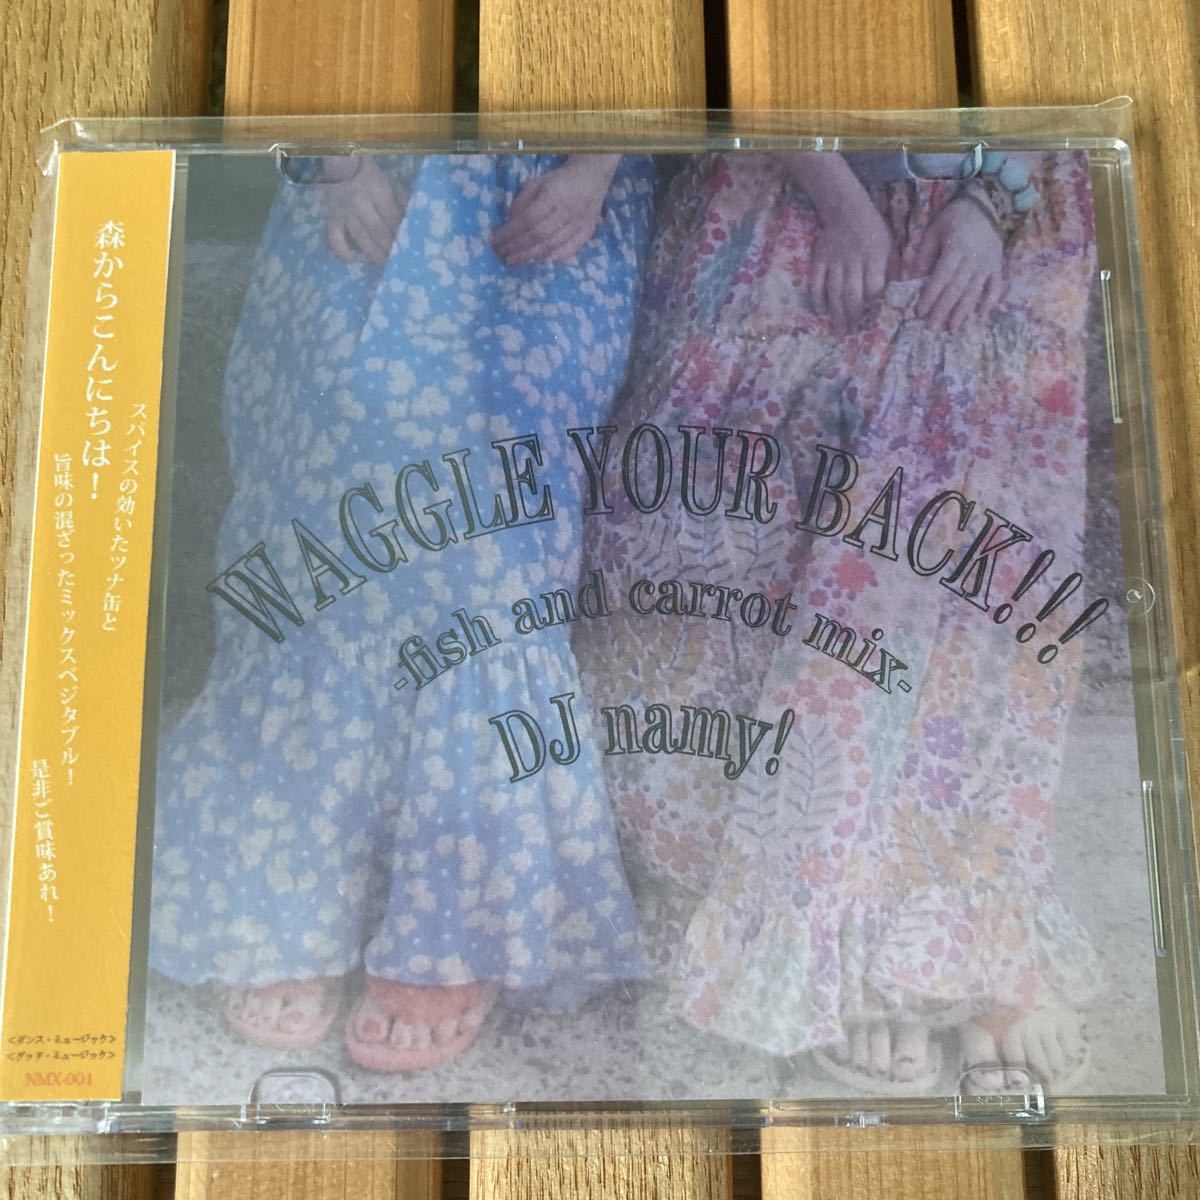 森からこんにちは！
スパイスの効いたツナ缶と
旨味の混ざったミックスベジタブル！
是非ご賞味あれ！
<ダンス・ミュージック>
<グッド・ミュージック>
NMX-001
WAGGLE YOUR BACK!!!
-fish and carrot mix-
DJ namy!